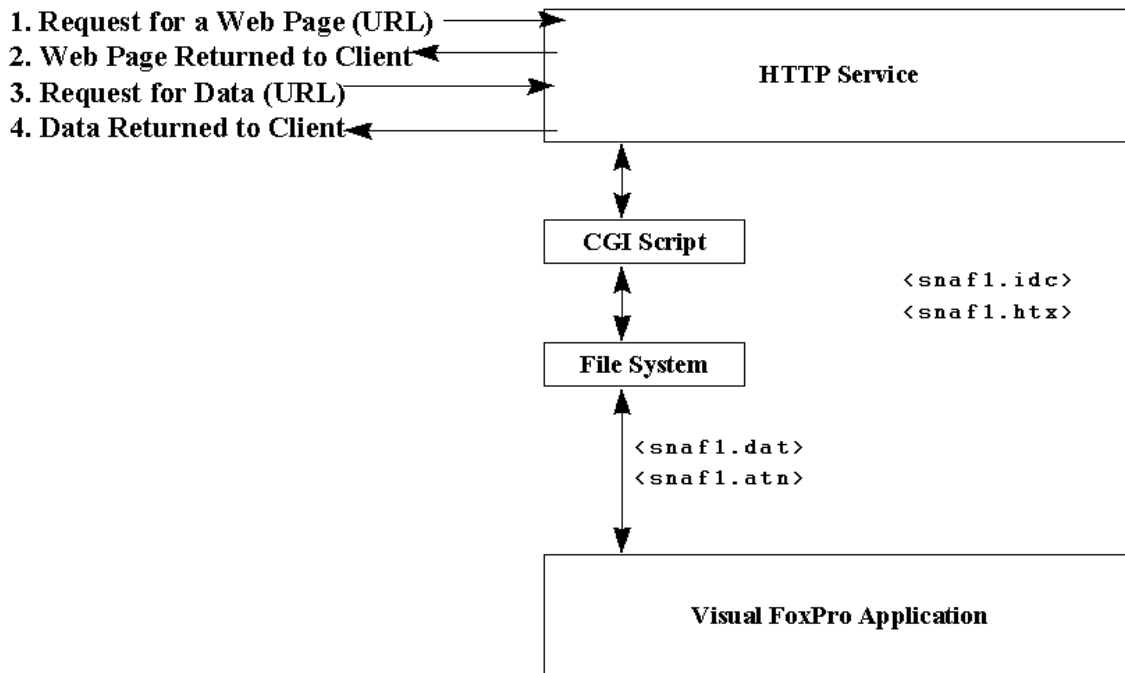 1. Request for a Web Page (URL)
2. Web Page Returned to Client
3. Request for Data (URL)
4. Data Returned to Client
HTTP Service
CGI Script
<snaf1.idc>
<snaf1.htx>
File System
<snaf1.dat>
<snaf1.atn>
Visual FoxPro Application